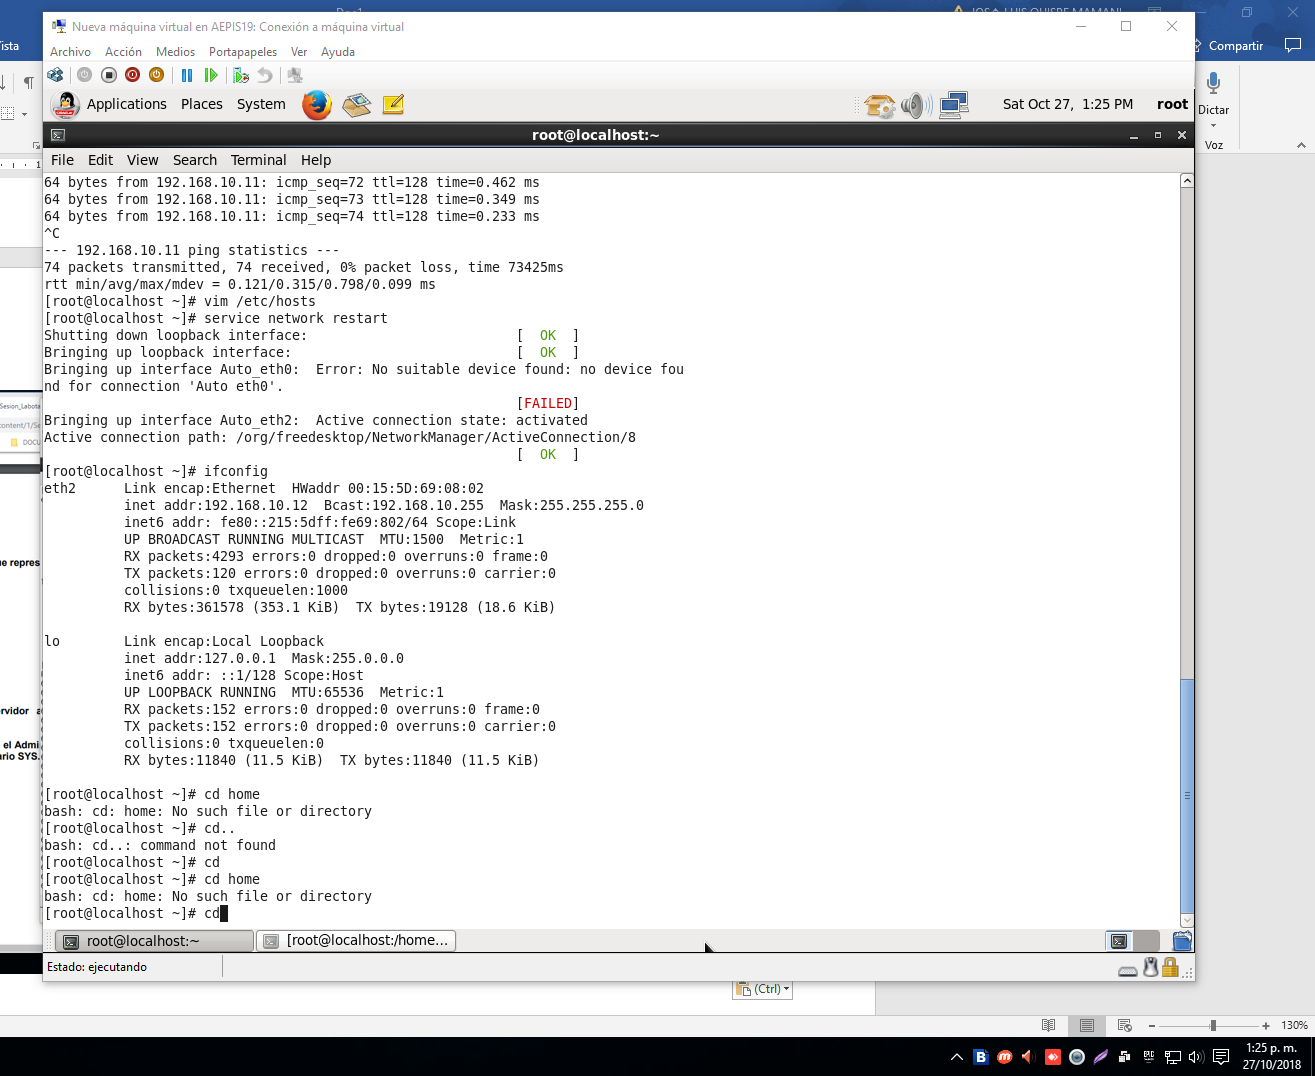 Nueva máquina virtual en AEPIS19: Conexión a máquina virtual
Archivo Acción Medios Portapapeles Ver Ayuda
ista
Compartir
Applications Places System
Sat Oct 27, 1:25 PM root
Dictar
Voz
root@localhost:~
File Edit View Search Terminal Help
64 bytes from 192.168.10.11: icmp_seq=72 ttl=128 time=0.462 ms
64 bytes from 192.168.10.11: icmp_seq=73 ttl=128 time=0.349 ms
64 bytes from 192.168.10.11: icmp_seq=74 ttl=128 time=0.233 ms
^C
--- 192.168.10.11 ping statistics ---
74 packets transmitted, 74 received, 0% packet loss, time 73425ms
rtt min/avg/max/mdev = 0.121/0.315/0.798/0.099 ms
[root@localhost ~]# vim /etc/hosts
[root@localhost ~]# service network restart
Shutting down loopback interface: [ OK ]
Bringing up loopback interface: [ OK ]
Bringing up interface Auto_eth0: Error: No suitable device found: no device fou
nd for connection 'Auto eth0'.
[FAILED]
Bringing up interface Auto_eth2: Active connection state: activated
Active connection path: /org/freedesktop/NetworkManager/ActiveConnection/8
[ OK ]
[root@localhost ~]# ifconfig
eth2 Link encap:Ethernet HWaddr 00:15:5D:69:08:02
inet addr:192.168.10.12 Bcast:192.168.10.255 Mask:255.255.255.0
inet6 addr: fe80::215:5dff:fe69:802/64 Scope:Link
UP BROADCAST RUNNING MULTICAST MTU:1500 Metric:1
RX packets:4293 errors:0 dropped:0 overruns:0 frame:0
TX packets:120 errors:0 dropped:0 overruns:0 carrier:0
collisions:0 txqueuelen:1000
RX bytes:361578 (353.1 KiB) TX bytes:19128 (18.6 KiB)
lo Link encap:Local Loopback
inet addr:127.0.0.1 Mask:255.0.0.0
inet6 addr: ::1/128 Scope:Host
UP LOOPBACK RUNNING MTU:65536 Metric:1
RX packets:152 errors:0 dropped:0 overruns:0 frame:0
TX packets:152 errors:0 dropped:0 overruns:0 carrier:0
collisions:0 txqueuelen:0
RX bytes:11840 (11.5 KiB) TX bytes:11840 (11.5 KiB)
[root@localhost ~]# cd home
bash: cd: home: No such file or directory
[root@localhost ~]# cd..
bash: cd..: command not found
[root@localhost ~]# cd
[root@localhost ~]# cd home
bash: cd: home: No such file or directory
[root@localhost ~]# cd
Sesion_Labota
content/1/Se
DOCU
ue repres
rvidor a
el Admi
ario SYS.
root@localhost:~ [root@localhost:/home...
Estado: ejecutando
(Ctrl)
130%
1:25 p. m.
27/10/2018